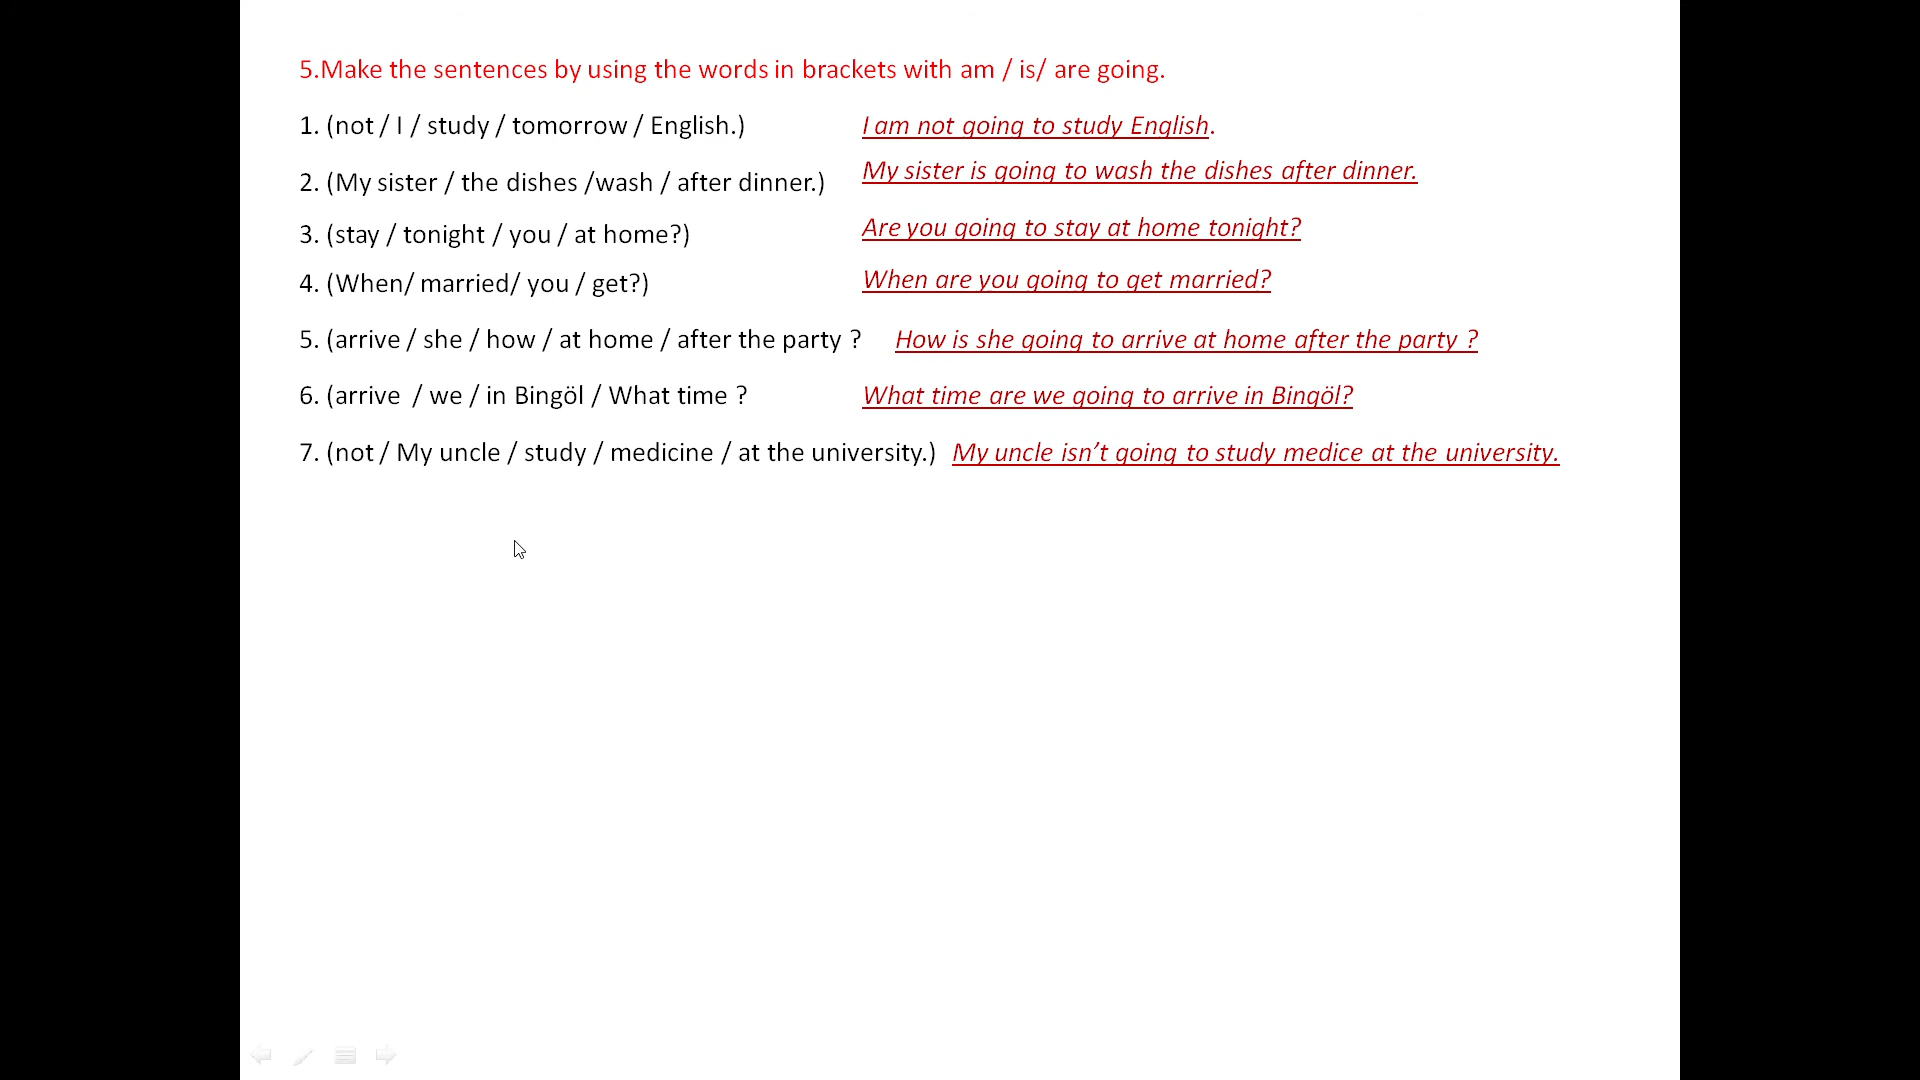 5.Make the sentences by using the words in brackets with am / is/ are going.
1. (not / I / study / tomorrow / English.) I am not going to study English.
2. (My sister / the dishes /wash / after dinner.) My sister is going to wash the dishes after dinner.
3. (stay / tonight / you / at home?) Are you going to stay at home tonight?
4. (When/ married/ you / get?) When are you going to get married?
5. (arrive / she / how / at home / after the party ? How is she going to arrive at home after the party ?
6. (arrive / we / in Bingöl / What time ? What time are we going to arrive in Bingöl?
7. (not / My uncle / study / medicine / at the university.) My uncle isn’t going to study medice at the university.